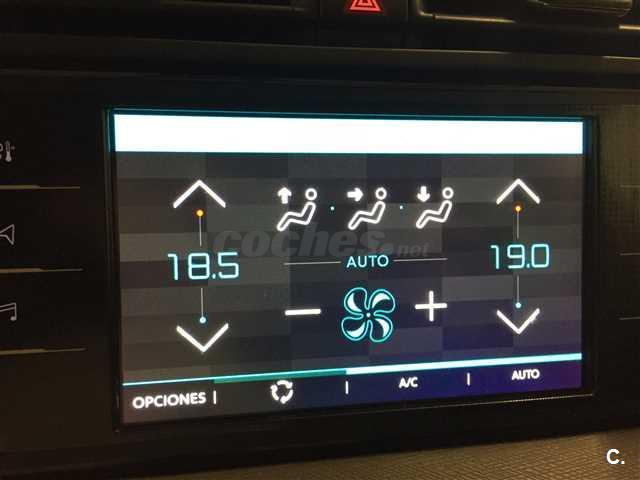 18.5
19.0
coches.net
AUTO
OPCIONES
A/C
AUTO
C.